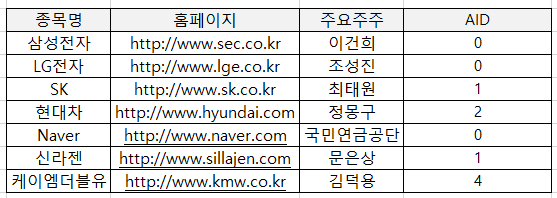 종목명 홈페이지 주요주주 AID
삼성전자 http://www.sec.co.kr 이건희 0
LG전자 http://www.lge.co.kr 조성진 0
SK http://www.sk.co.kr 최태원 1
현대차 http://www.hyundai.com 정몽구 2
Naver http://www.naver.com 국민연금공단 0
신라젠 http://www.sillajen.com 문은상 1
케이엠더블유 http://www.kmw.co.kr 김덕용 4